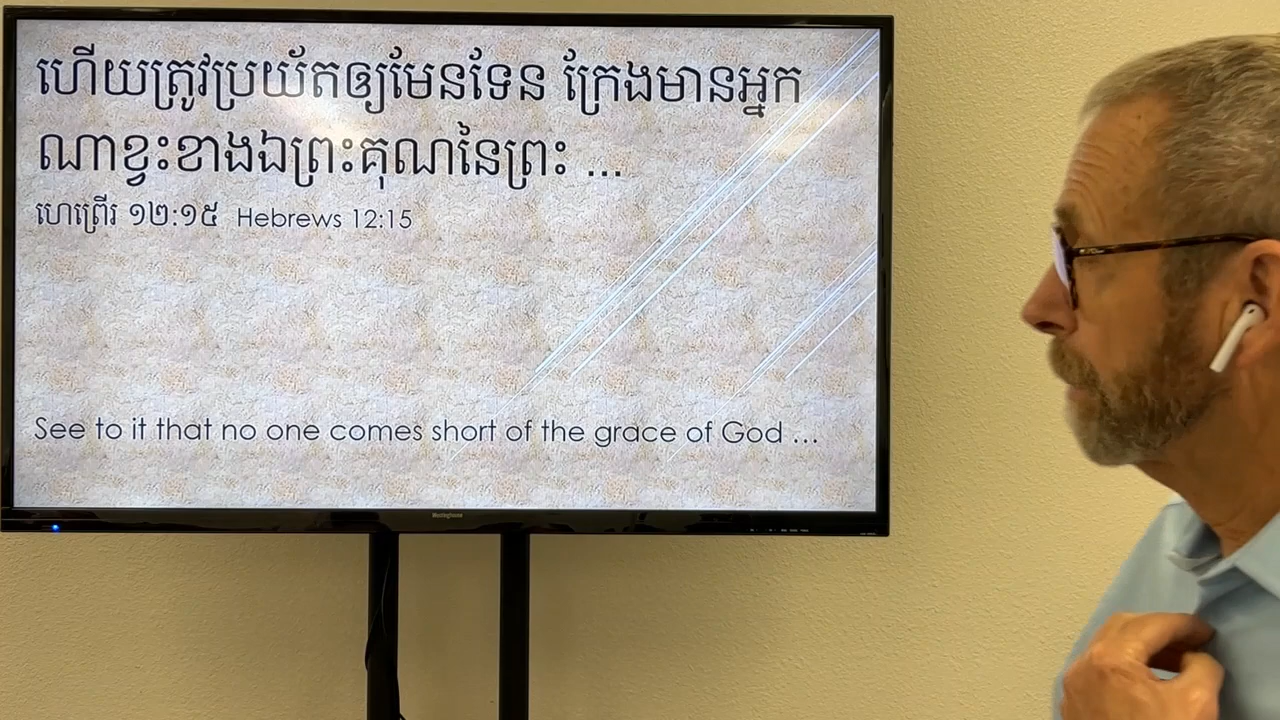 ហើយត្រូវប្រយ័តឲ្យមែនទែន ក្រែងមានអ្នក
ណាខ្វះខាងឯព្រះគុណនៃព្រះ ...
ហេព្រើរ ១២:១៥ Hebrews 12:15
See to it that no one comes short of the grace of God ...
Westinghouse